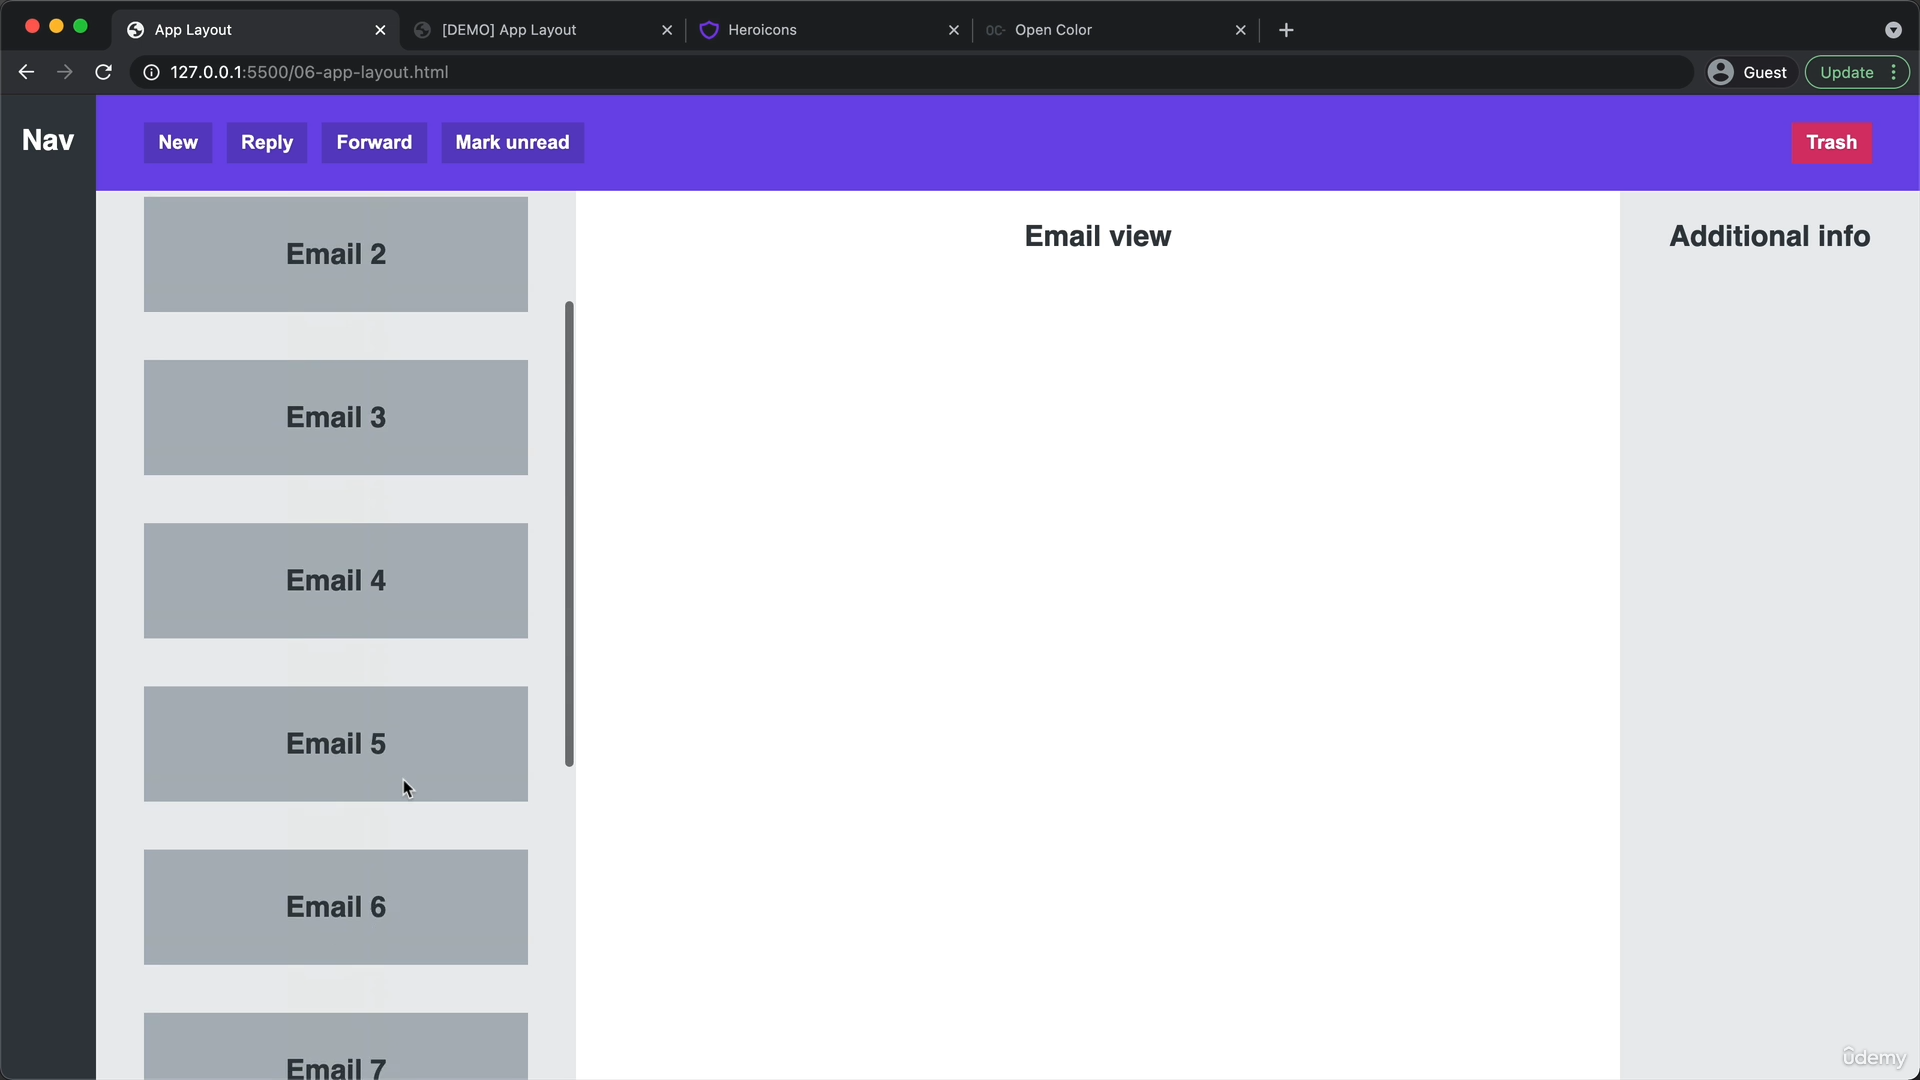 App Layout
[DEMO] App Layout
Heroicons
OC- Open Color
127.0.0.1:5500/06-app-layout.html
Guest
Update
Nav
New
Reply
Forward
Mark unread
Trash
Email 2
Email 3
Email 4
Email 5
Email 6
Email 7
Email view
Additional info
ûdemy